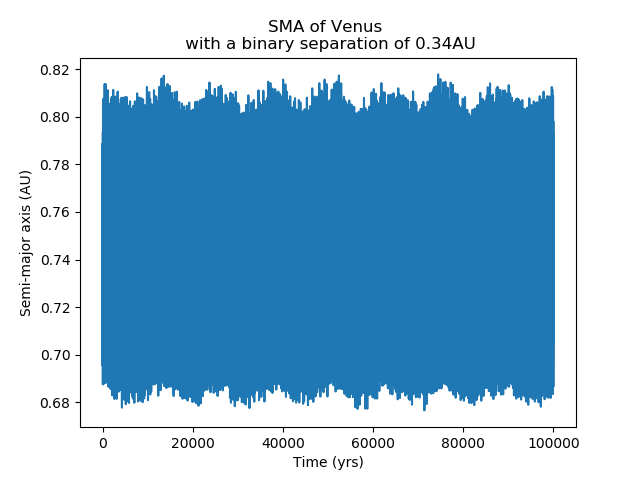 SMA of Venus
with a binary separation of 0.34AU
0.82
0.80
0.78
0.76
0.74
0.72
0.70
0.68
Semi-major axis (AU)
0 20000 40000 60000 80000 100000
Time (yrs)